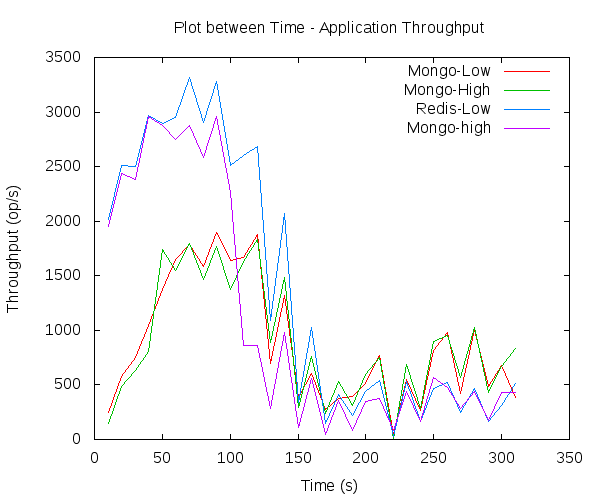 Plot between Time - Application Throughput
Throughput (op/s)
3500
3000
2500
2000
1500
1000
500
0
Mongo-Low
Mongo-High
Redis-Low
Mongo-high
0 50 100 150 200 250 300 350
Time (s)